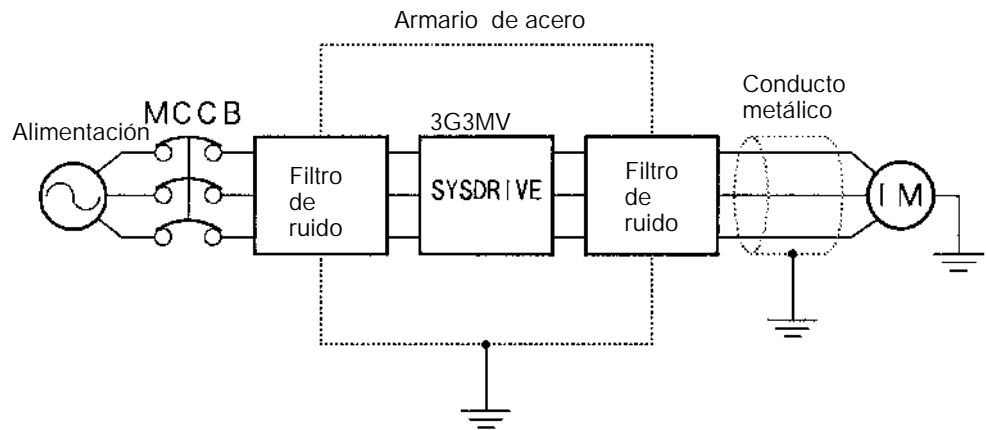 Armario de acero
Conducto
metálico
MCCB
Alimentación
3G3MV
Filtro
de
ruido
SYSDRIVE
Filtro
de
ruido
IM